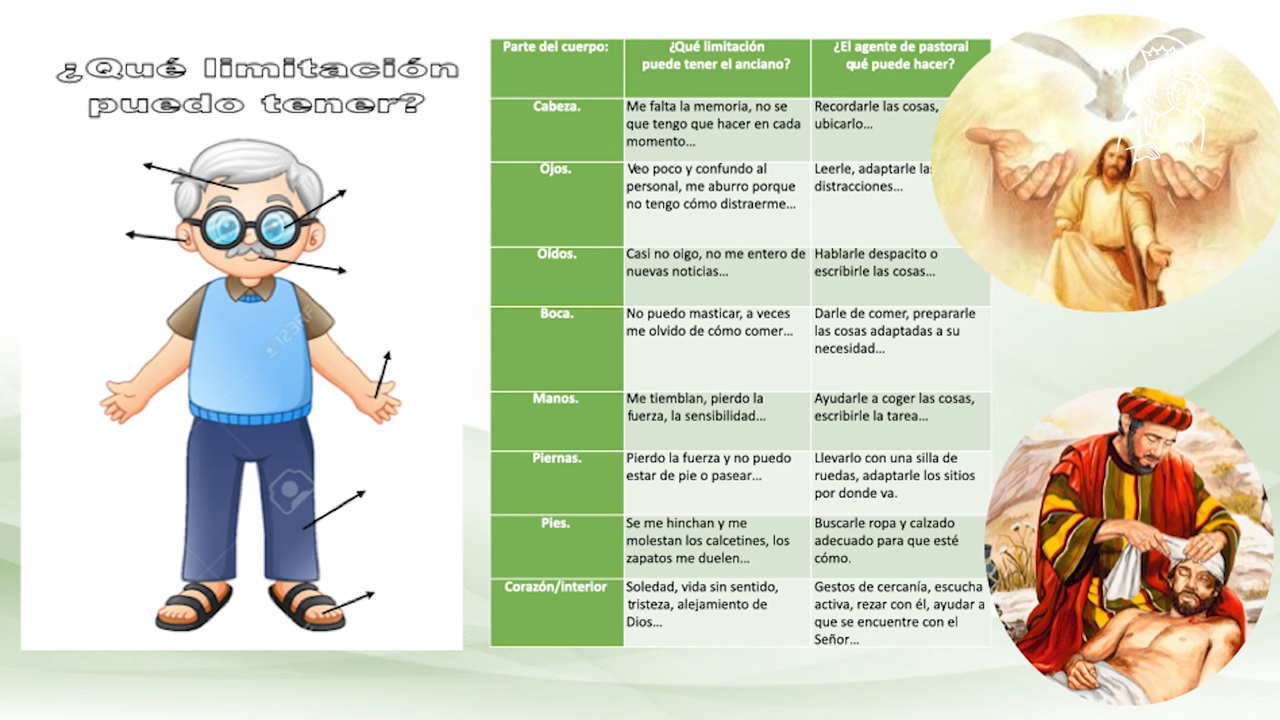 ¿Qué limitación
puedo tener?
Parte del cuerpo:
¿Qué limitación
puede tener el anciano?
¿El agente de pastoral
qué puede hacer?
Cabeza.
Me falta la memoria, no se
que tengo que hacer en cada
momento...
Recordarle las cosas,
ubicarlo...
Ojos.
Veo poco y confundo al
personal, me aburro porque
no tengo cómo distraerme...
Leerle, adaptarle
distracciones...
Oídos.
Casi no oigo, no me entero de
nuevas noticias...
Hablarle despacito o
escribirle las cosas...
Boca.
No puedo masticar, a veces
me olvido de cómo comer...
Darle de comer, prepararle
las cosas adaptadas a su
necesidad...
Manos.
Me tiemblan, pierdo la
fuerza, la sensibilidad...
Ayudarle a coger las cosas,
escribirle la tarea...
Piernas.
Pierdo la fuerza y no puedo
estar de pie o pasear...
Llevarlo con una silla de
ruedas, adaptarle los sitios
por donde va.
Pies.
Se me hinchan y me
molestan los calcetines, los
zapatos me duelen...
Buscarle ropa y calzado
adecuado para que esté
cómo.
Corazón/interior
Soledad, vida sin sentido,
tristeza, alejamiento de
Dios...
Gestos de cercanía, escucha
activa, rezar con él, ayudar a
que se encuentre con el
Señor...
123RF